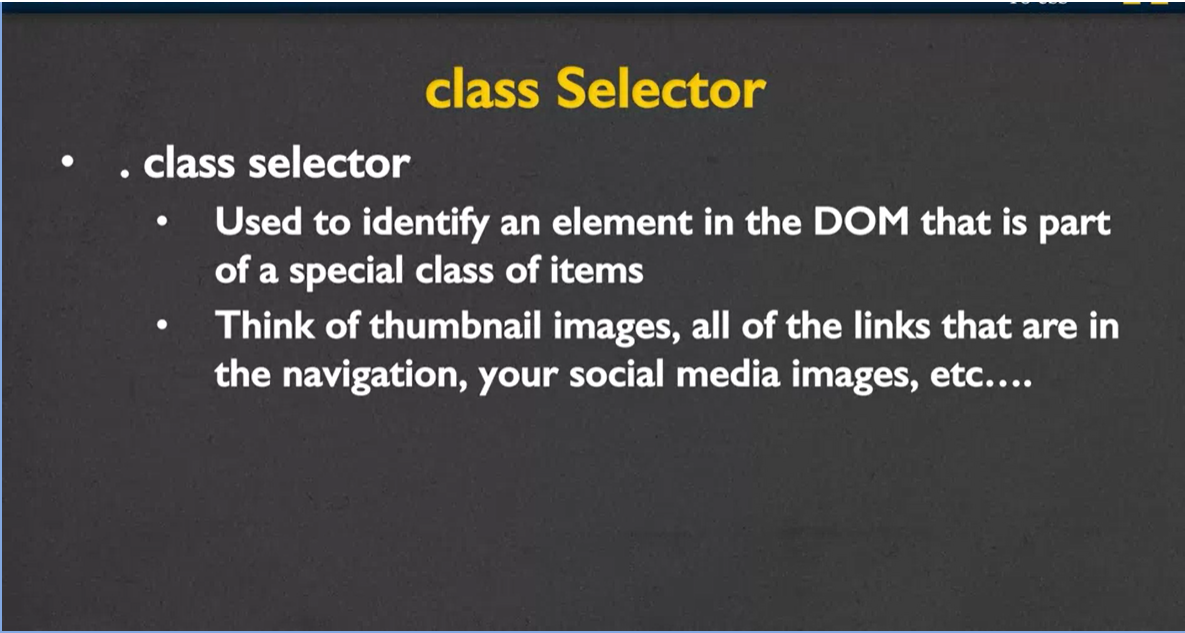 class Selector
• . class selector
• Used to identify an element in the DOM that is part
of a special class of items
• Think of thumbnail images, all of the links that are in
the navigation, your social media images, etc….